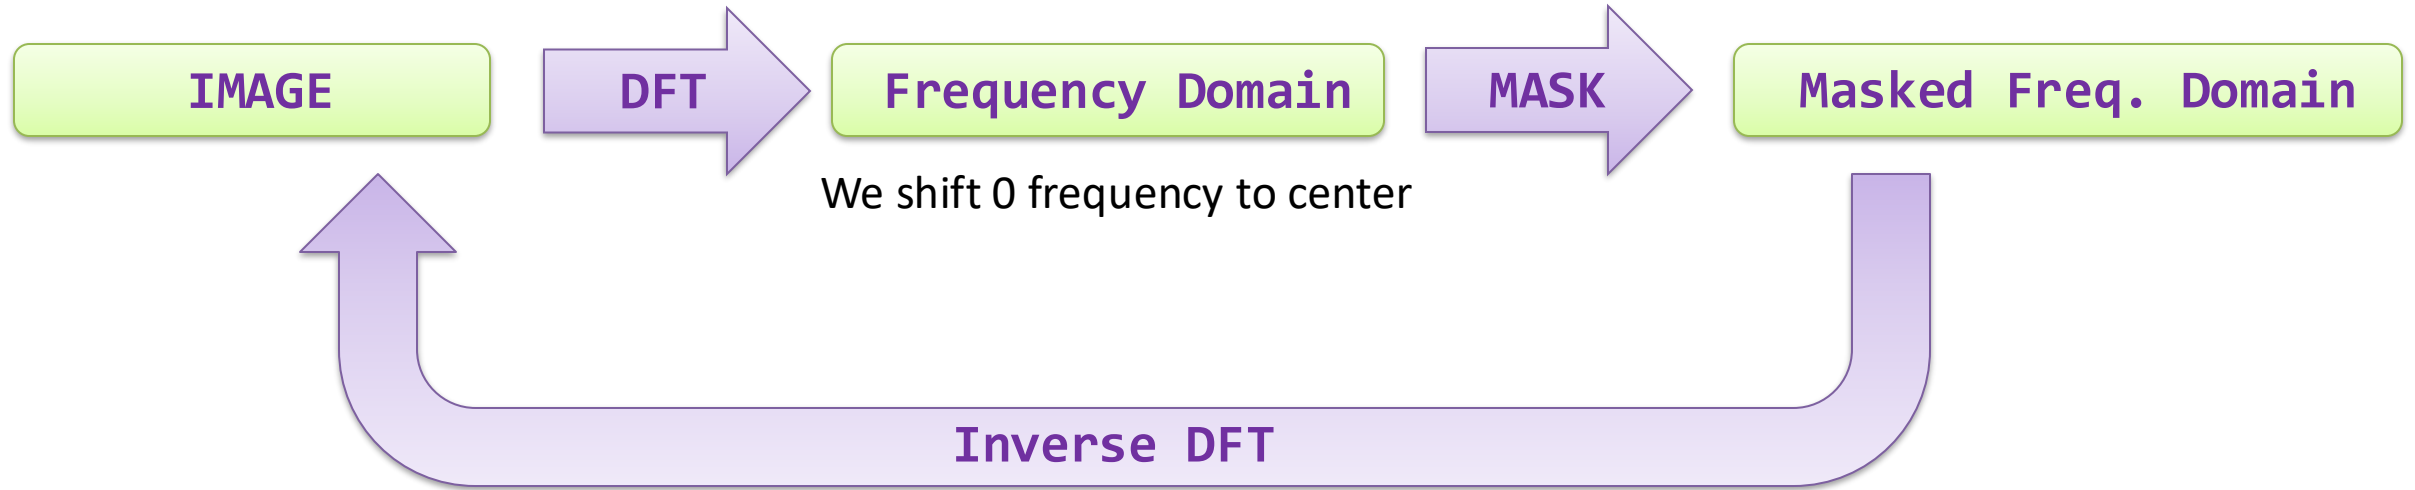 IMAGE
DFT
Frequency Domain
MASK
Masked Freq. Domain
We shift 0 frequency to center
Inverse DFT